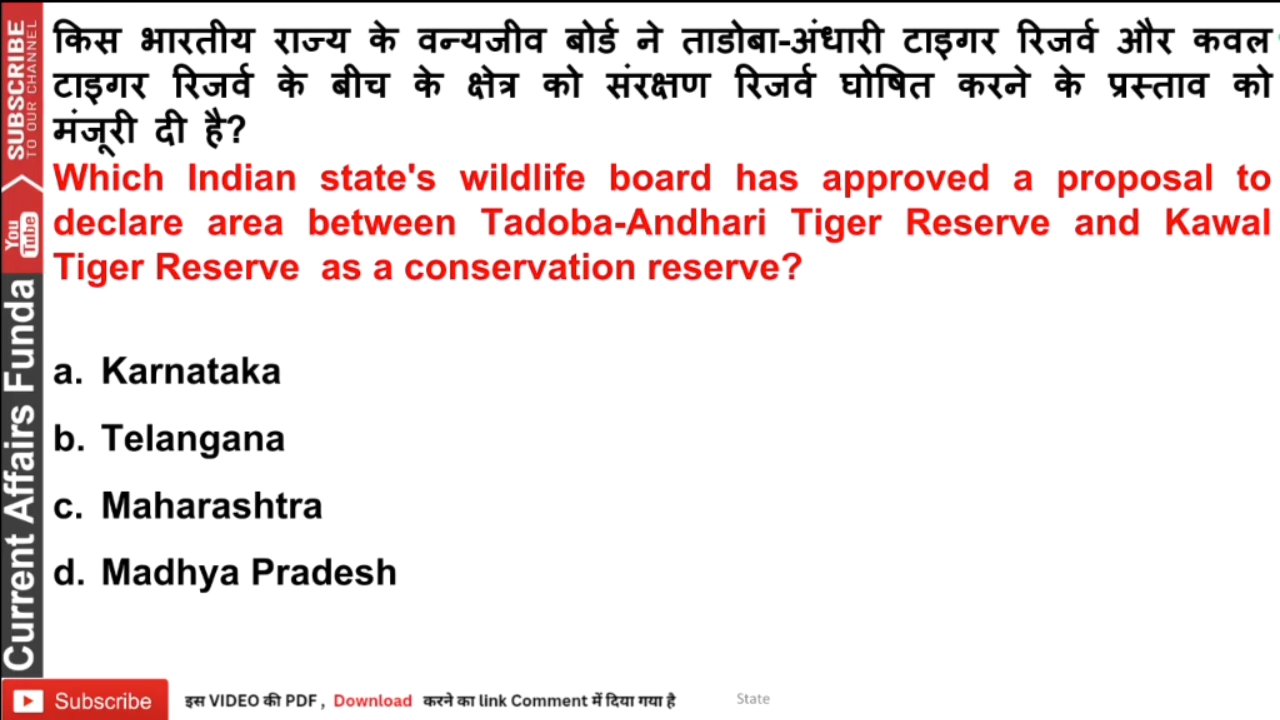 किस भारतीय राज्य के वन्यजीव बोर्ड ने ताडोबा-अंधारी टाइगर रिजर्व और कवल
टाइगर रिजर्व के बीच के क्षेत्र को संरक्षण रिजर्व घोषित करने के प्रस्ताव को
मंजूरी दी है?
Which Indian state's wildlife board has approved a proposal to
declare area between Tadoba-Andhari Tiger Reserve and Kawal
Tiger Reserve as a conservation reserve?
a. Karnataka
b. Telangana
c. Maharashtra
d. Madhya Pradesh
SUBSCRIBE
TO OUR CHANNEL
You
Tube
Current Affairs Funda
Subscribe
इस VIDEO की PDF , Download करने का link Comment में दिया गया है
State